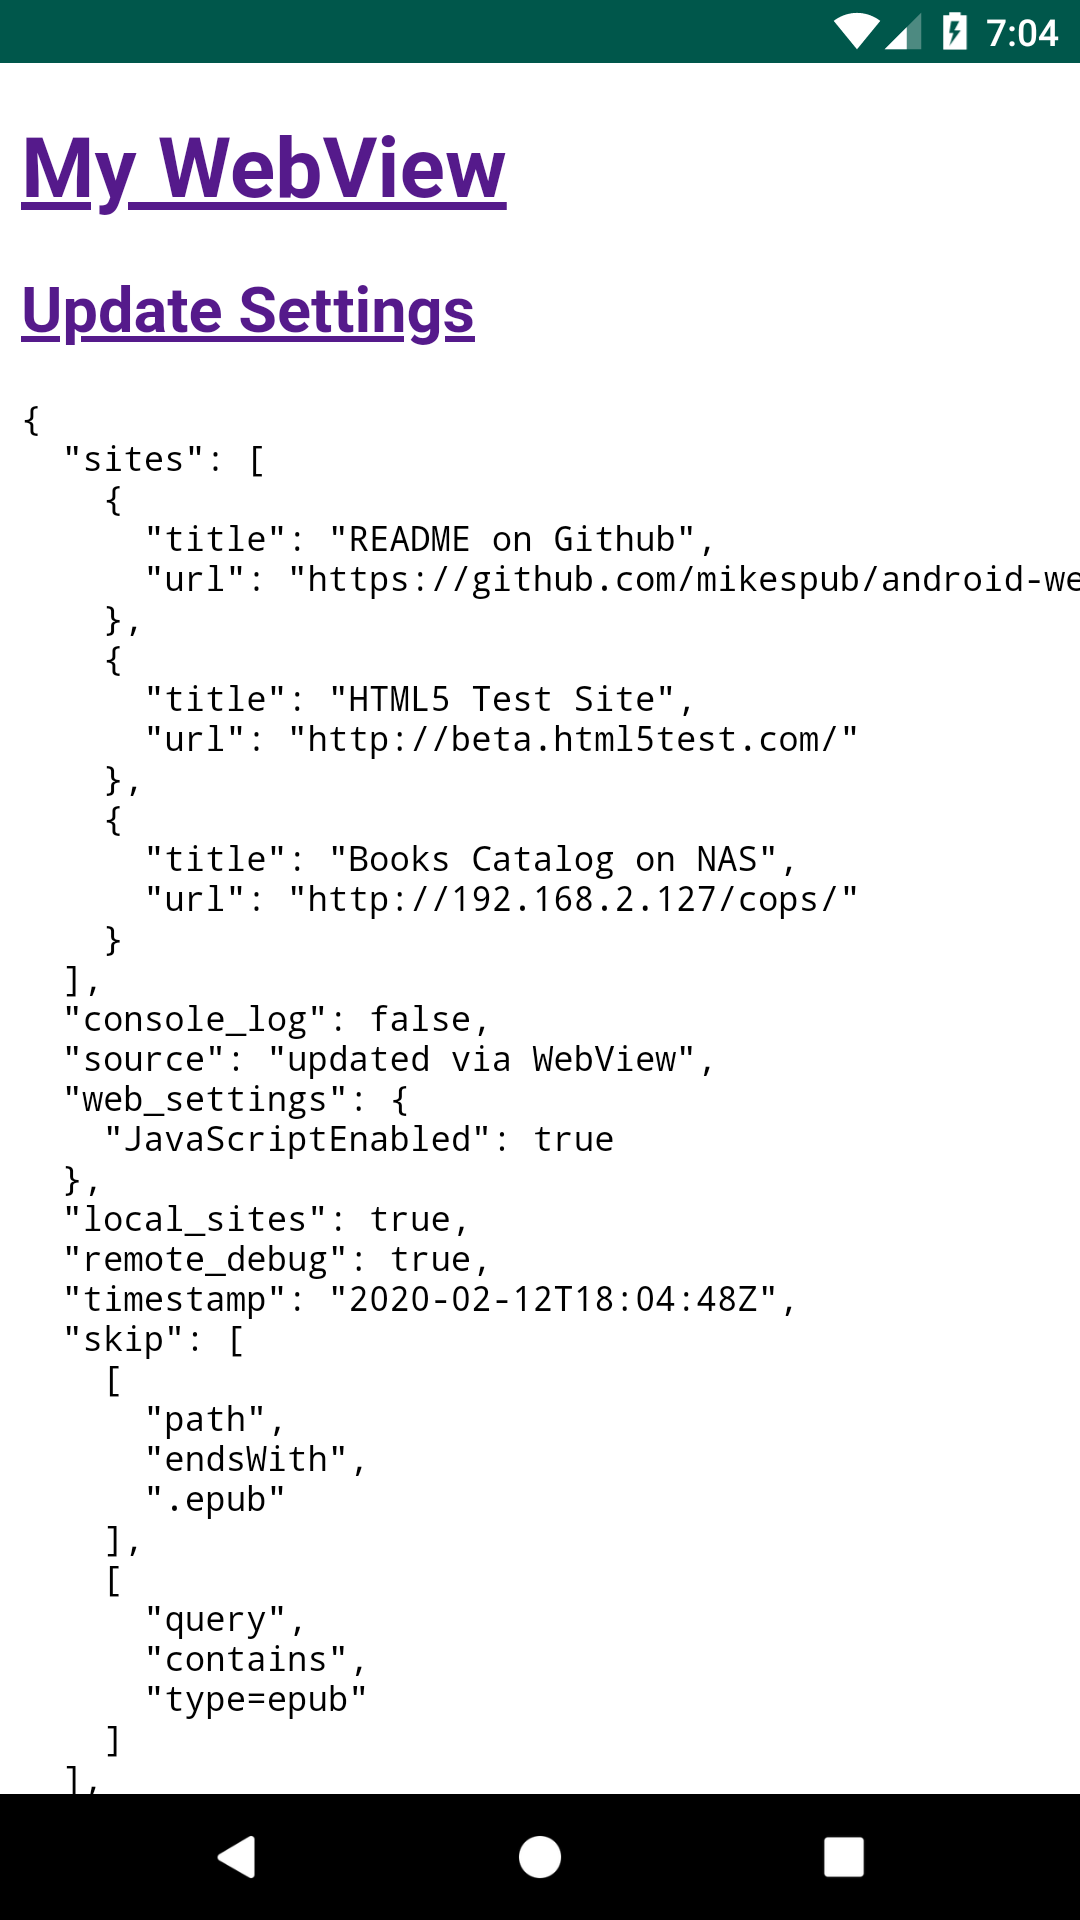 7:04
My WebView
Update Settings
{
  "sites": [
    {
      "title": "README on Github",
      "url": "https://github.com/mikespub/android-we
    },
    {
      "title": "HTML5 Test Site",
      "url": "http://beta.html5test.com/"
    },
    {
      "title": "Books Catalog on NAS",
      "url": "http://192.168.2.127/cops/"
    }
  ],
  "console_log": false,
  "source": "updated via WebView",
  "web_settings": {
    "JavaScriptEnabled": true
  },
  "local_sites": true,
  "remote_debug": true,
  "timestamp": "2020-02-12T18:04:48Z",
  "skip": [
    [
      "path",
      "endsWith",
      ".epub"
    ],
    [
      "query",
      "contains",
      "type=epub"
    ]
  ],